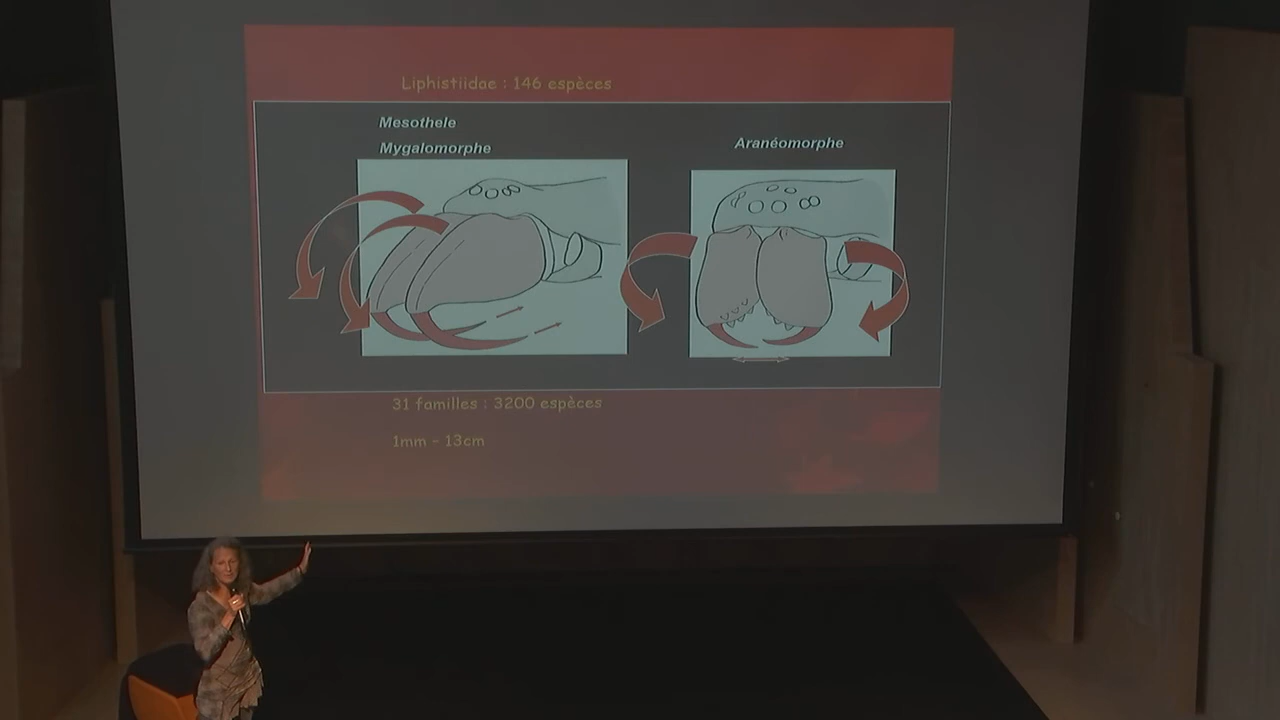 Liphistiidae : 146 espèces
Mesothele
Mygalomorphe
Aranéomorphe
31 familles : 3200 espèces
1mm - 13cm